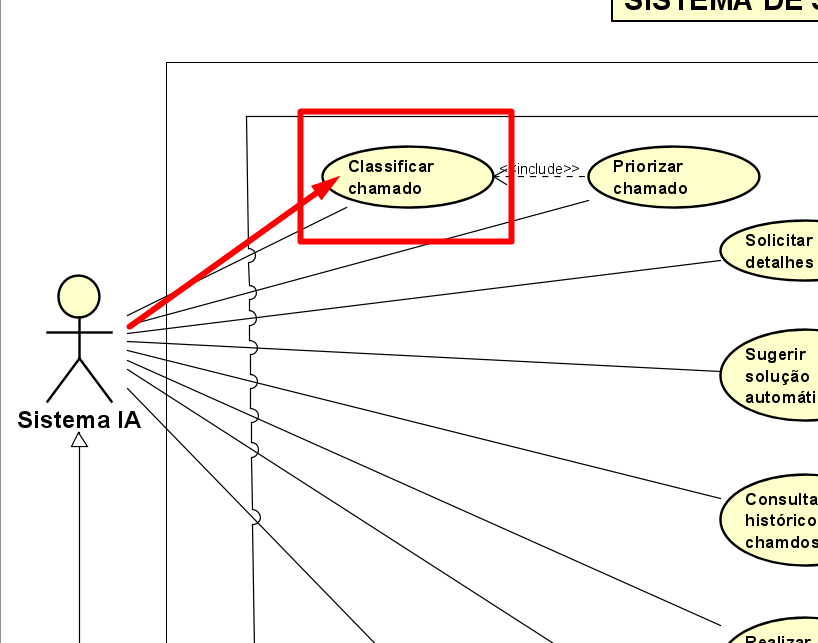 SISTEMA DE
Classificar
chamado
<<include>>
Priorizar
chamado
Solicitar
detalhes
Sistema IA
Sugerir
solução
automáti
Consulta
histórico
chamdos
Realizar